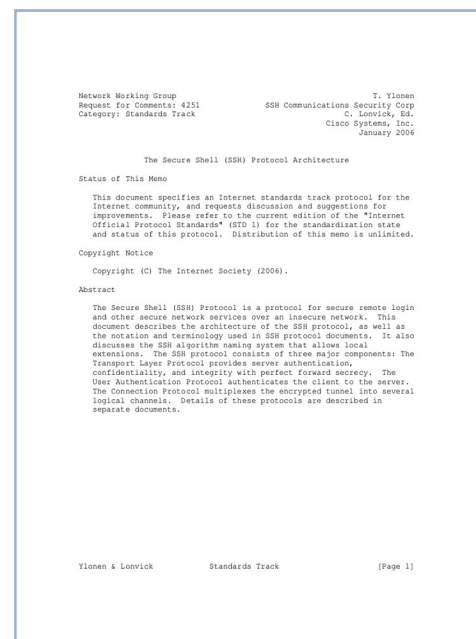 Network Working Group                                          T. Ylonen
Request for Comments: 4251              SSH Communications Security Corp
Category: Standards Track                                C. Lonvick, Ed.
Cisco Systems, Inc.
January 2006
The Secure Shell (SSH) Protocol Architecture
Status of This Memo
This document specifies an Internet standards track protocol for the
Internet community, and requests discussion and suggestions for
improvements.  Please refer to the current edition of the "Internet
Official Protocol Standards" (STD 1) for the standardization state
and status of this protocol.  Distribution of this memo is unlimited.
Copyright Notice
Copyright (C) The Internet Society (2006).
Abstract
The Secure Shell (SSH) Protocol is a protocol for secure remote login
and other secure network services over an insecure network.  This
document describes the architecture of the SSH protocol, as well as
the notation and terminology used in SSH protocol documents.  It also
discusses the SSH algorithm naming system that allows local
extensions.  The SSH protocol consists of three major components: The
Transport Layer Protocol provides server authentication,
confidentiality, and integrity with perfect forward secrecy.  The
User Authentication Protocol authenticates the client to the server.
The Connection Protocol multiplexes the encrypted tunnel into several
logical channels.  Details of these protocols are described in
separate documents.
Ylonen & Lonvick            Standards Track                     [Page 1]